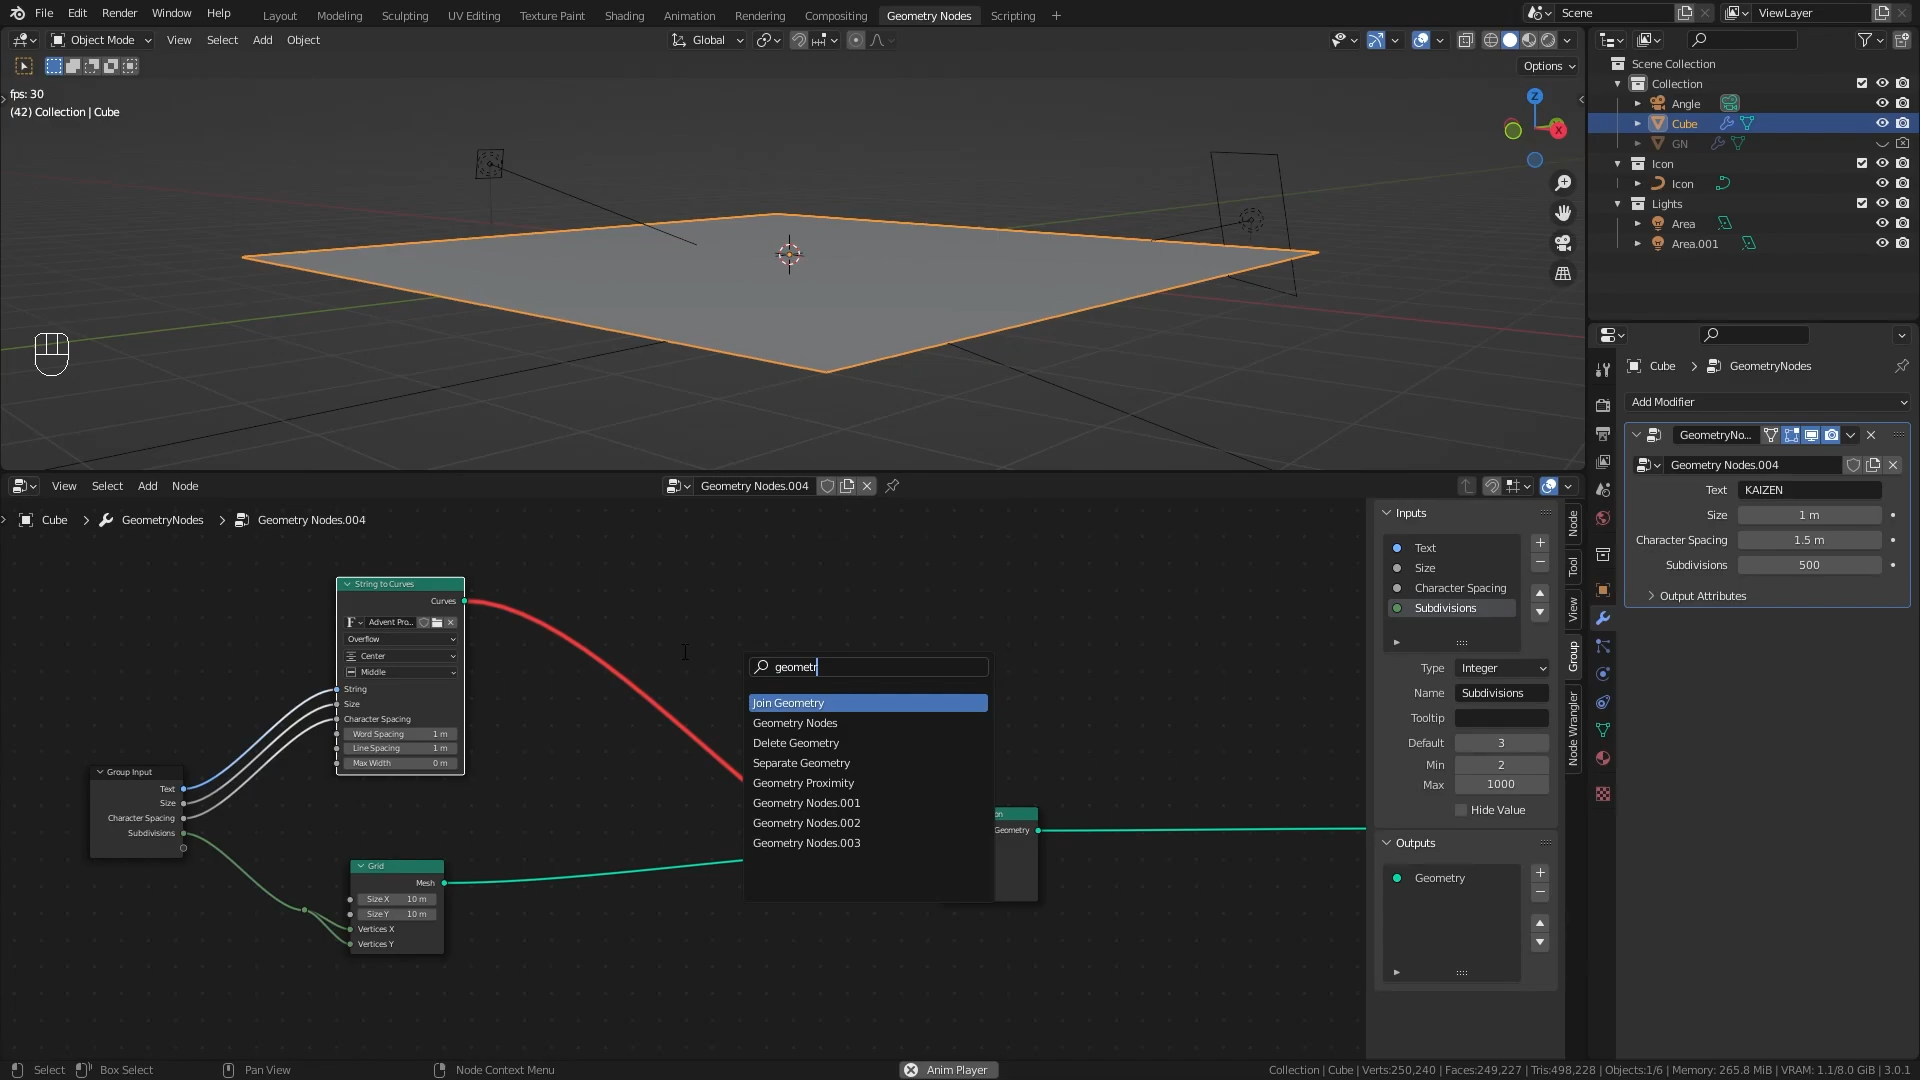 File Edit Render Window Help Layout Modeling Sculpting UV Editing Texture Paint Shading Animation Rendering Compositing Geometry Nodes Scripting + Scene ViewLayer
Object Mode View Select Add Object Global
Options
fps: 30
(42) Collection | Cube
Z
X
Scene Collection
Collection
Angle
Cube
GN
Icon
Icon
Lights
Area
Area.001
Cube > GeometryNodes
Add Modifier
GeometryNo...
Geometry Nodes.004
Text KAIZEN
Size 1 m
Character Spacing 1.5 m
Subdivisions 500
Output Attributes
View Select Add Node Geometry Nodes.004
Cube > GeometryNodes > Geometry Nodes.004
String to Curves
Curves
F Advent Pro...
Overflow
Center
Middle
String
Size
Character Spacing
Word Spacing 1 m
Line Spacing 1 m
Max Width 0 m
Group Input
Text
Size
Character Spacing
Subdivisions
Grid
Mesh
Size X 10 m
Size Y 10 m
Vertices X
Vertices Y
geometr
Join Geometry
Geometry Nodes
Delete Geometry
Separate Geometry
Geometry Proximity
Geometry Nodes.001
Geometry Nodes.002
Geometry Nodes.003
on
Geometry
Inputs
Text
Size
Character Spacing
Subdivisions
Type Integer
Name Subdivisions
Tooltip
Default 3
Min 2
Max 1000
Hide Value
Outputs
Geometry
Node
Tool
View
Group
Node Wrangler
Select Box Select Pan View Node Context Menu Anim Player Collection | Cube | Verts:250,240 | Faces:249,227 | Tris:498,228 | Objects:1/6 | Memory: 265.8 MiB | VRAM: 1.1/8.0 GiB | 3.0.1